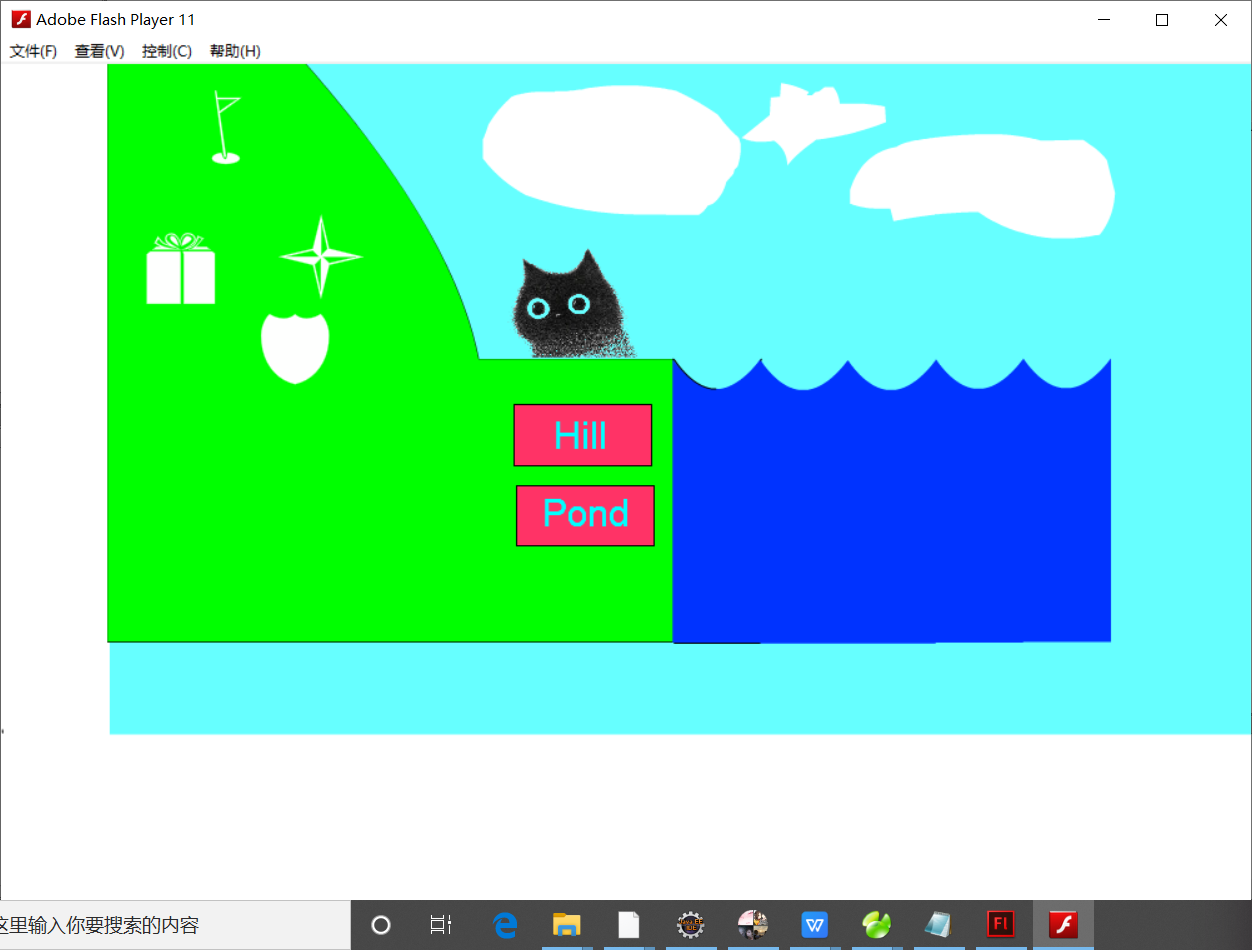 Adobe Flash Player 11
文件(F) 查看(V) 控制(C) 帮助(H)
Hill
Pond
这里输入你要搜索的内容
W
Fl